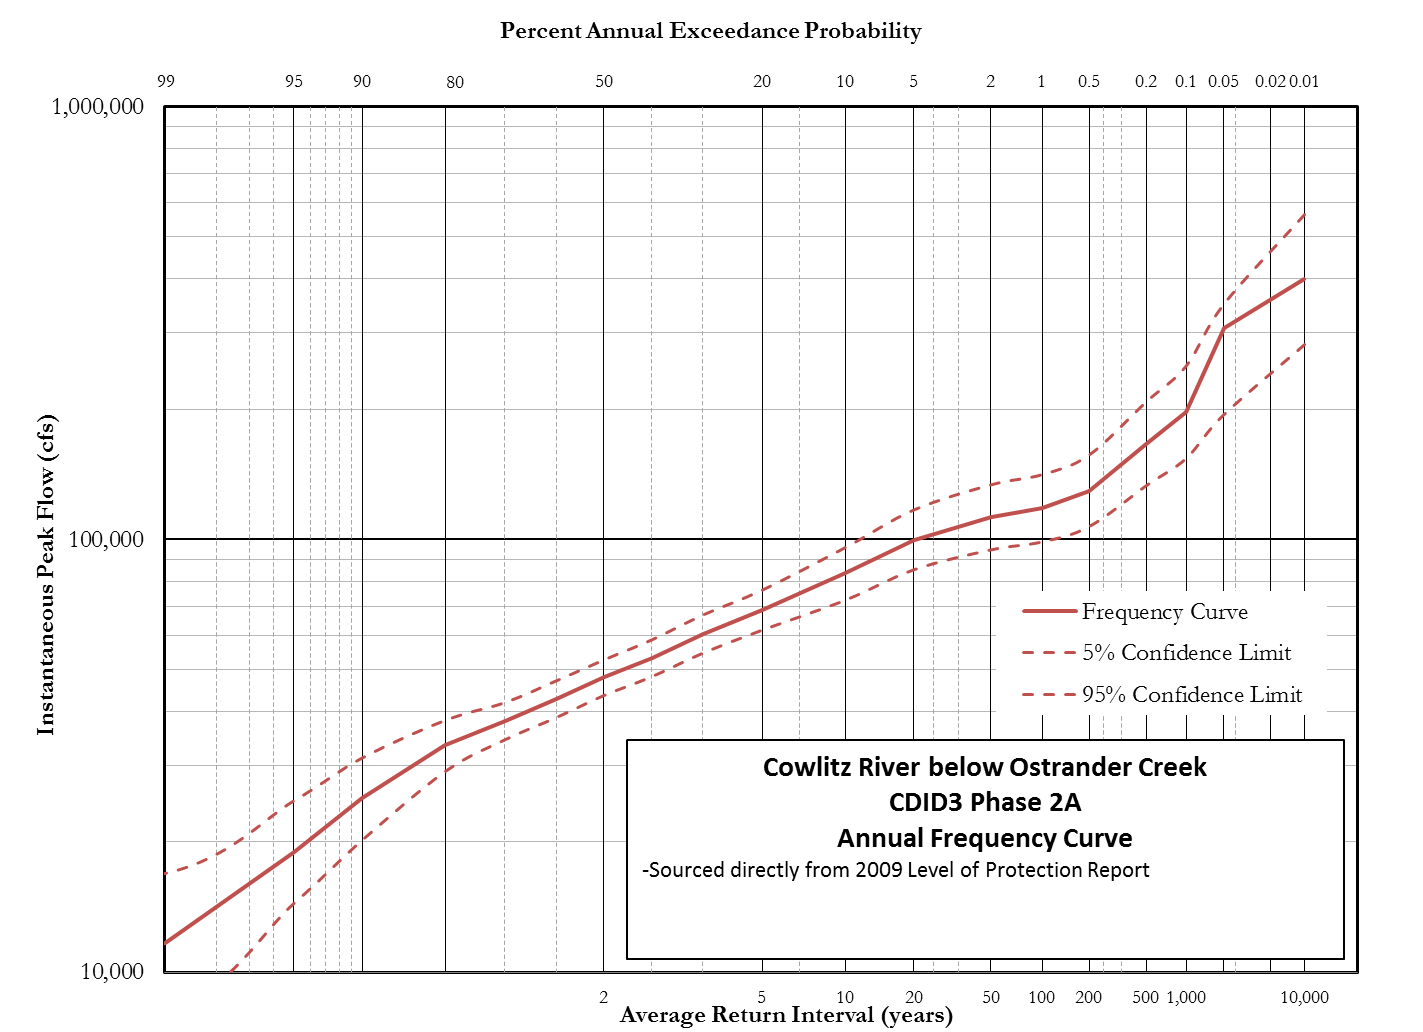 Percent Annual Exceedance Probability
99 95 90 80 50 20 10 5 2 1 0.5 0.2 0.1 0.05 0.02 0.01
1,000,000
100,000
10,000
Instantaneous Peak Flow (cfs)
Frequency Curve
5% Confidence Limit
95% Confidence Limit
Cowlitz River below Ostrander Creek
CDID3 Phase 2A
Annual Frequency Curve
-Sourced directly from 2009 Level of Protection Report
2 5 10 20 50 100 200 500 1,000 10,000
Average Return Interval (years)